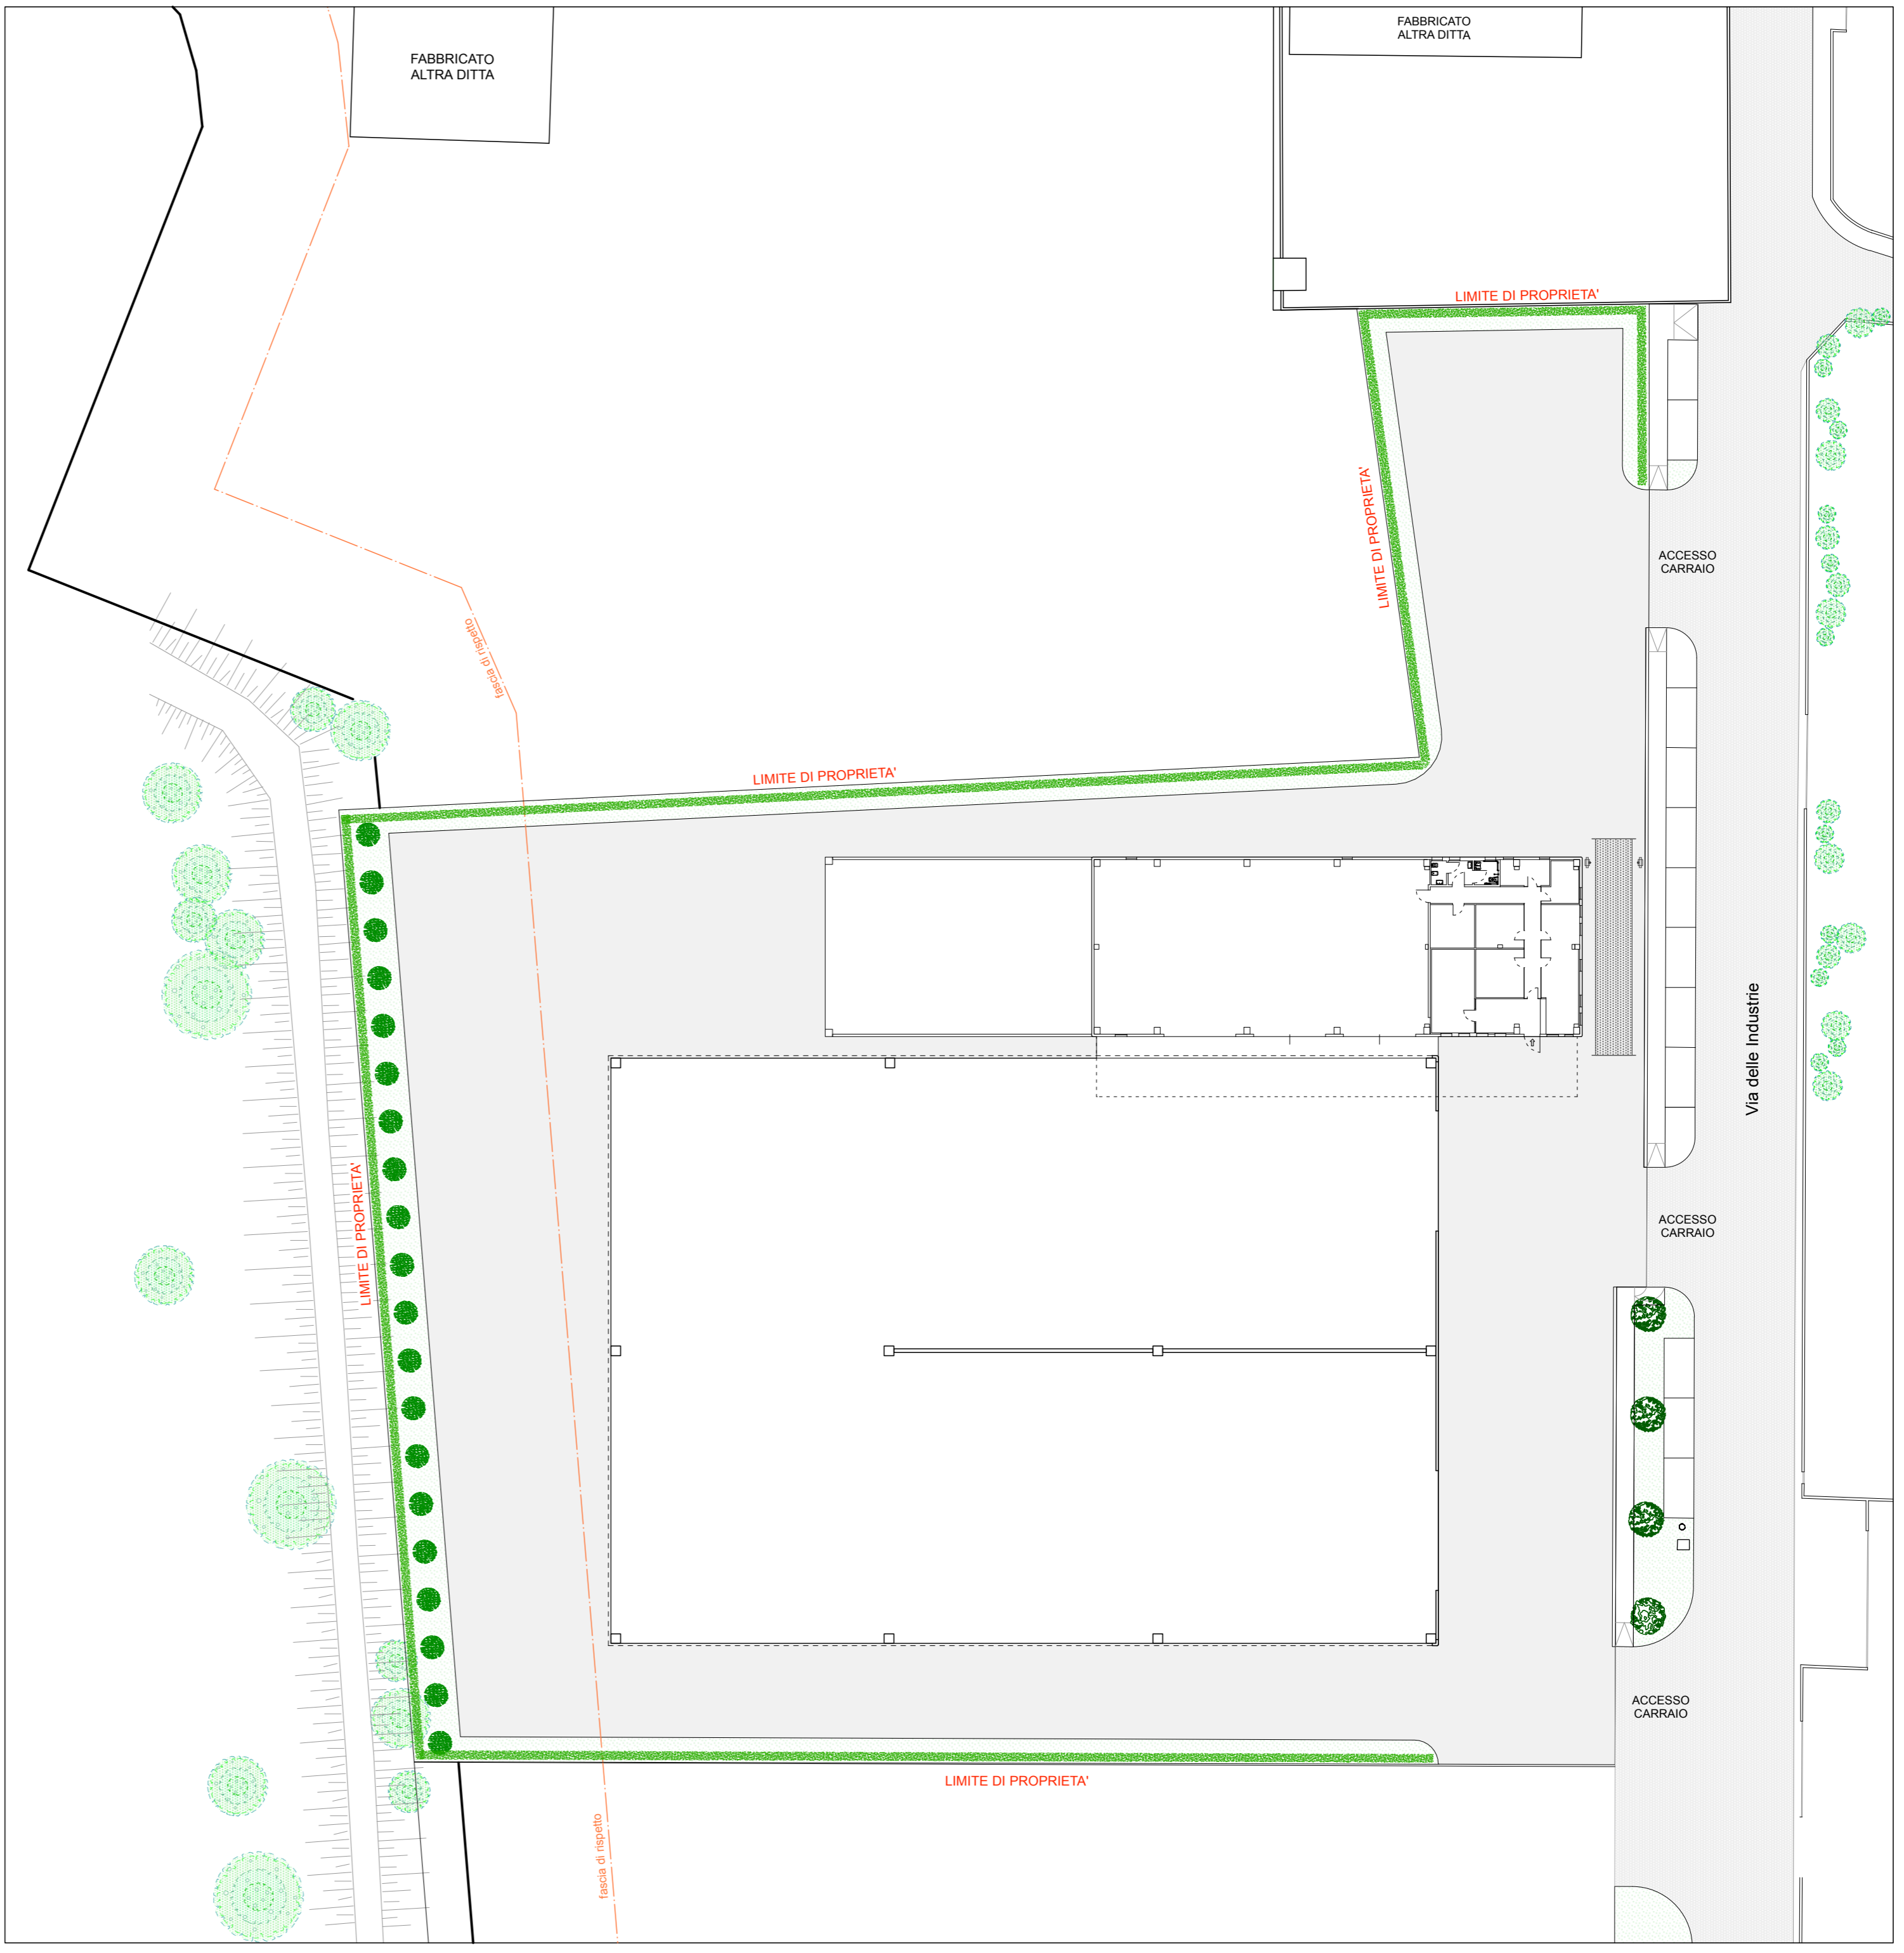 FABBRICATO
ALTRA DITTA
FABBRICATO
ALTRA DITTA
LIMITE DI PROPRIETA'
LIMITE DI PROPRIETA'
ACCESSO
CARRAIO
fascia di rispetto
LIMITE DI PROPRIETA'
Via delle Industrie
LIMITE DI PROPRIETA'
ACCESSO
CARRAIO
ACCESSO
CARRAIO
LIMITE DI PROPRIETA'
fascia di rispetto